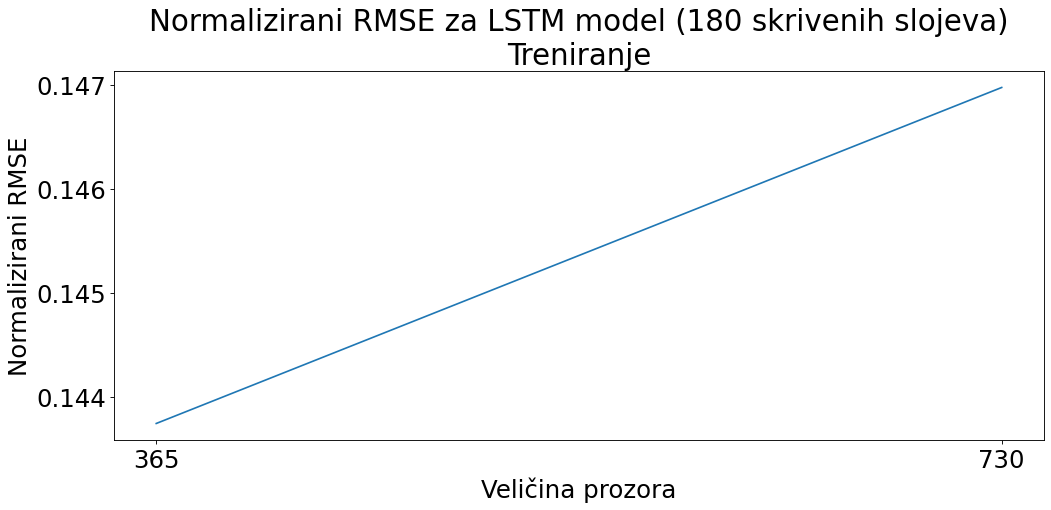 Normalizirani RMSE za LSTM model (180 skrivenih slojeva)
Treniranje
Normalizirani RMSE
0.147
0.146
0.145
0.144
365
730
Veličina prozora